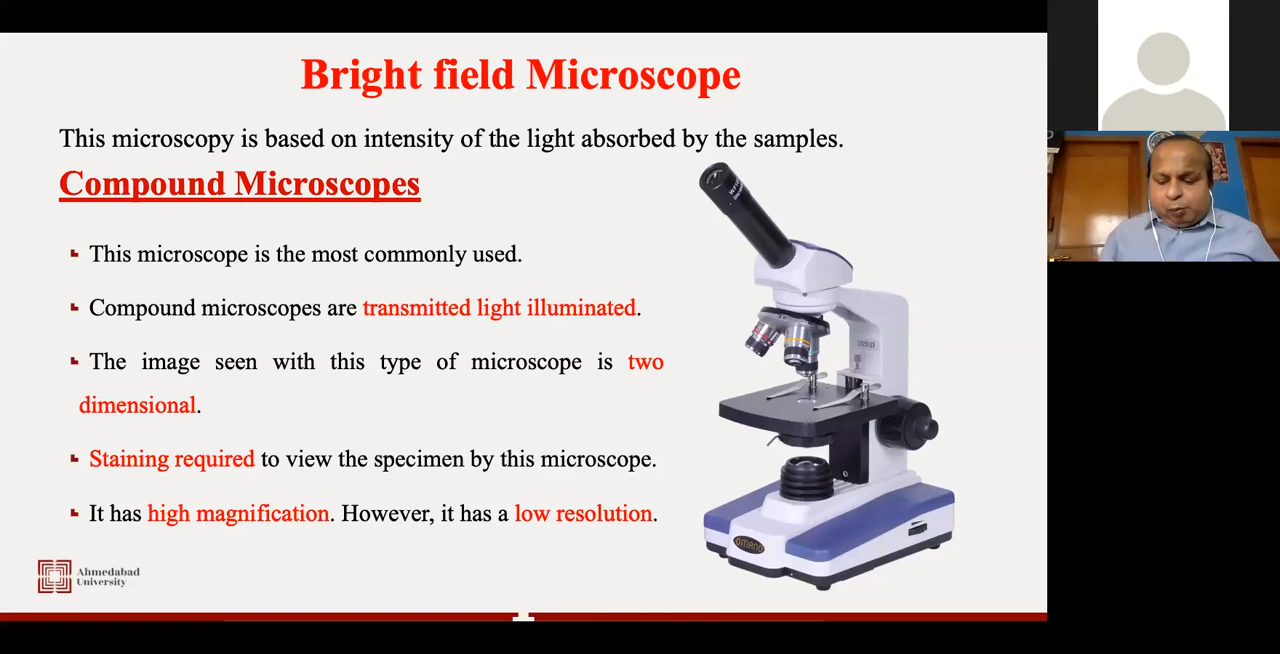 Bright field Microscope
This microscopy is based on intensity of the light absorbed by the samples.
Compound Microscopes
This microscope is the most commonly used.
Compound microscopes are transmitted light illuminated.
The image seen with this type of microscope is two
dimensional.
Staining required to view the specimen by this microscope.
It has high magnification. However, it has a low resolution.
OMANO
Ahmedabad
University